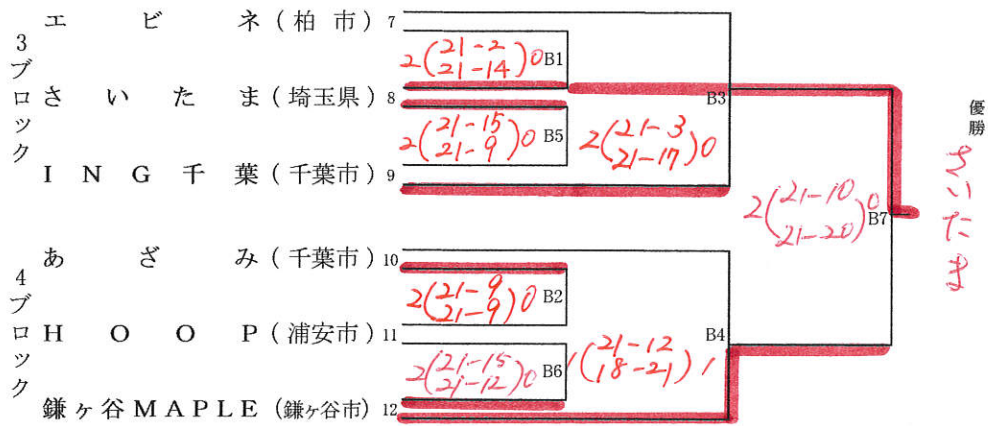 3ブロック
エビネ(柏市) 7
2(21-2 21-14)0 B1
さいたま(埼玉県) 8
2(21-15 21-9)0 B5
ING千葉(千葉市) 9
B3
2(21-3 21-17)0
優勝
さいたま
2(21-10 21-20)0
B7
4ブロック
あざみ(千葉市) 10
2(21-9 21-9)0 B2
HOOP(浦安市) 11
2(21-15 21-12)0 B6
鎌ヶ谷MAPLE(鎌ヶ谷市) 12
B4
1(21-12 18-21)1